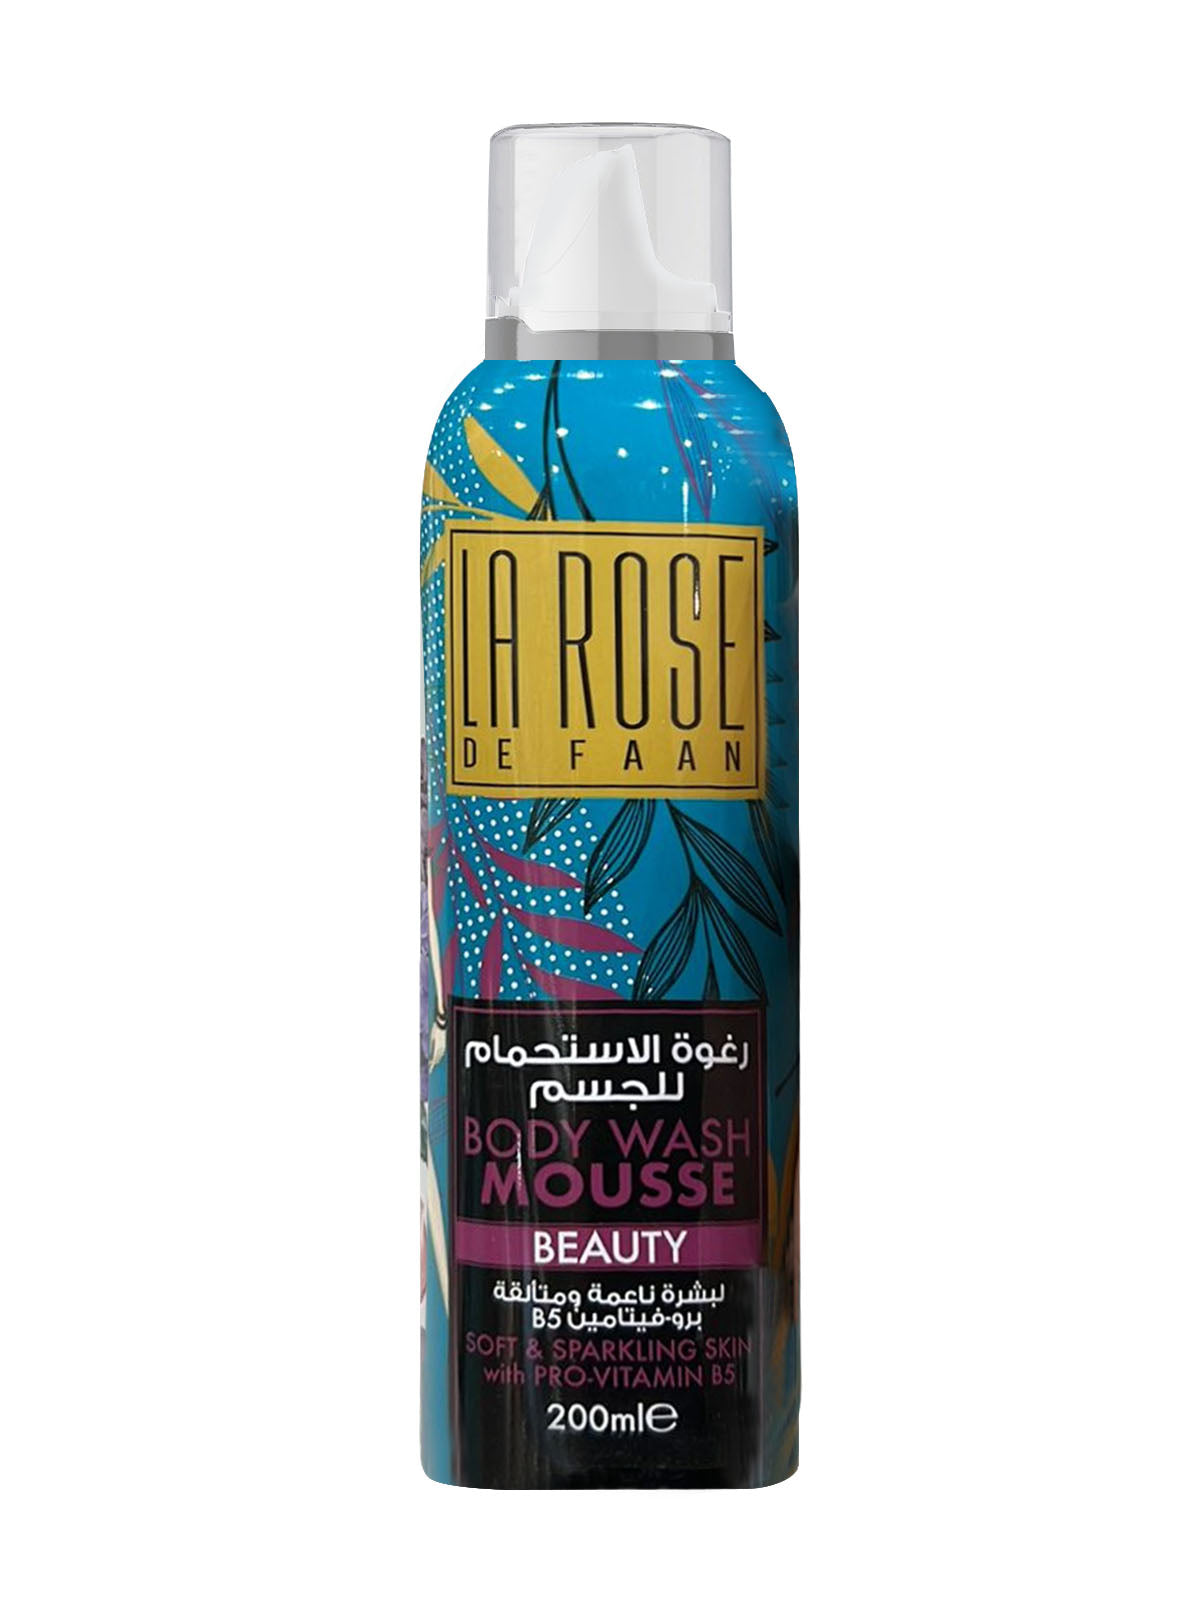 LA ROSE
DE FAAN
رغوة الاستحمام
للجسم
BODY WASH
MOUSSE
BEAUTY
لبشرة ناعمة ومتألقة
برو-فيتامين B5
SOFT & SPARKLING SKIN
with PRO-VITAMIN B5
200ml℮